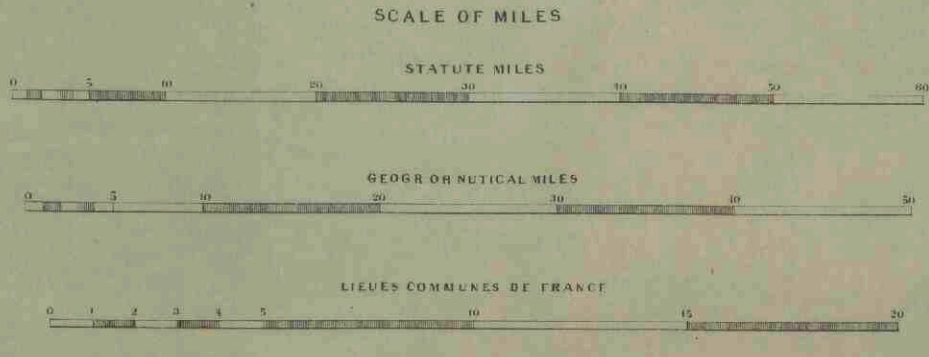 SCALE OF MILES
STATUTE MILES
0 5 10 20 30 40 50 60
GEOGR OR NUTICAL MILES
0 5 10 20 30 40 50
LIEUES COMMUNES DE FRANCE
0 1 2 3 4 5 10 15 20